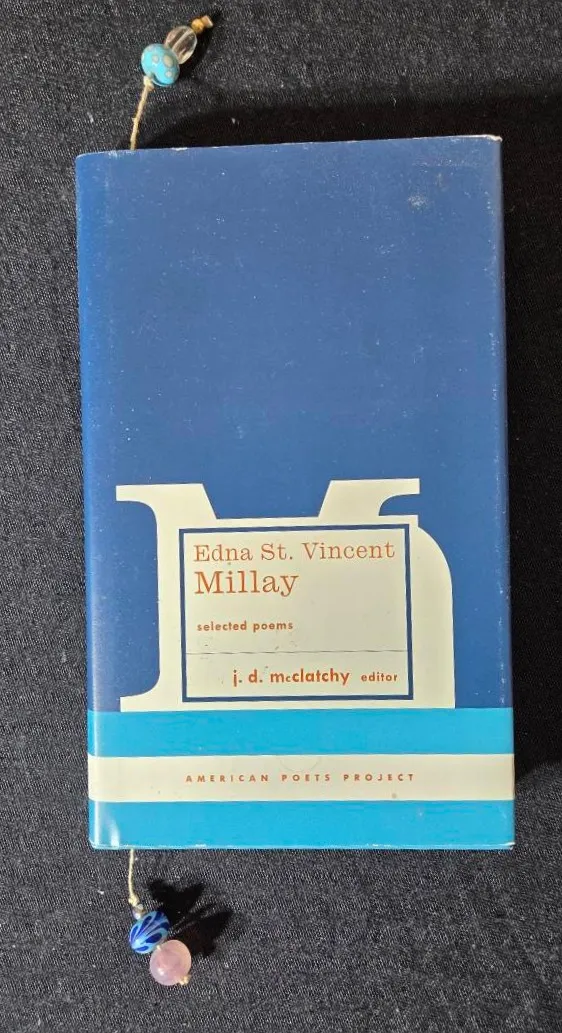 Edna St. Vincent
Millay
selected poems
j. d. mcclatchy editor
AMERICAN POETS PROJECT